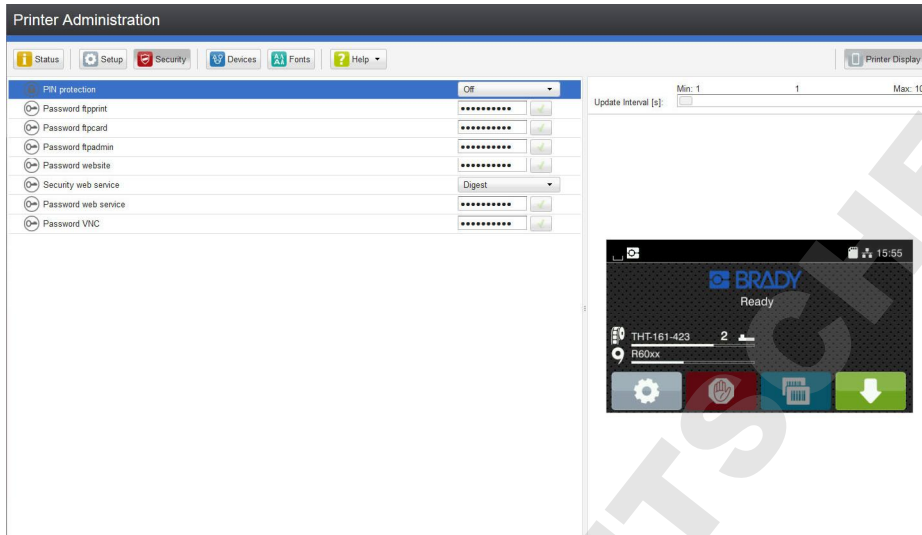 Printer Administration
Status Setup Security Devices Fonts Help Printer Display
PIN protection Off
Password ftpprint ••••••••••
Password ftpcard ••••••••••
Password ftpadmin ••••••••••
Password website ••••••••••
Security web service Digest
Password web service ••••••••••
Password VNC ••••••••••
Min: 1 1 Max: 10
Update Interval [s]:
15:55
BRADY
Ready
THT-161-423 2
R60xx